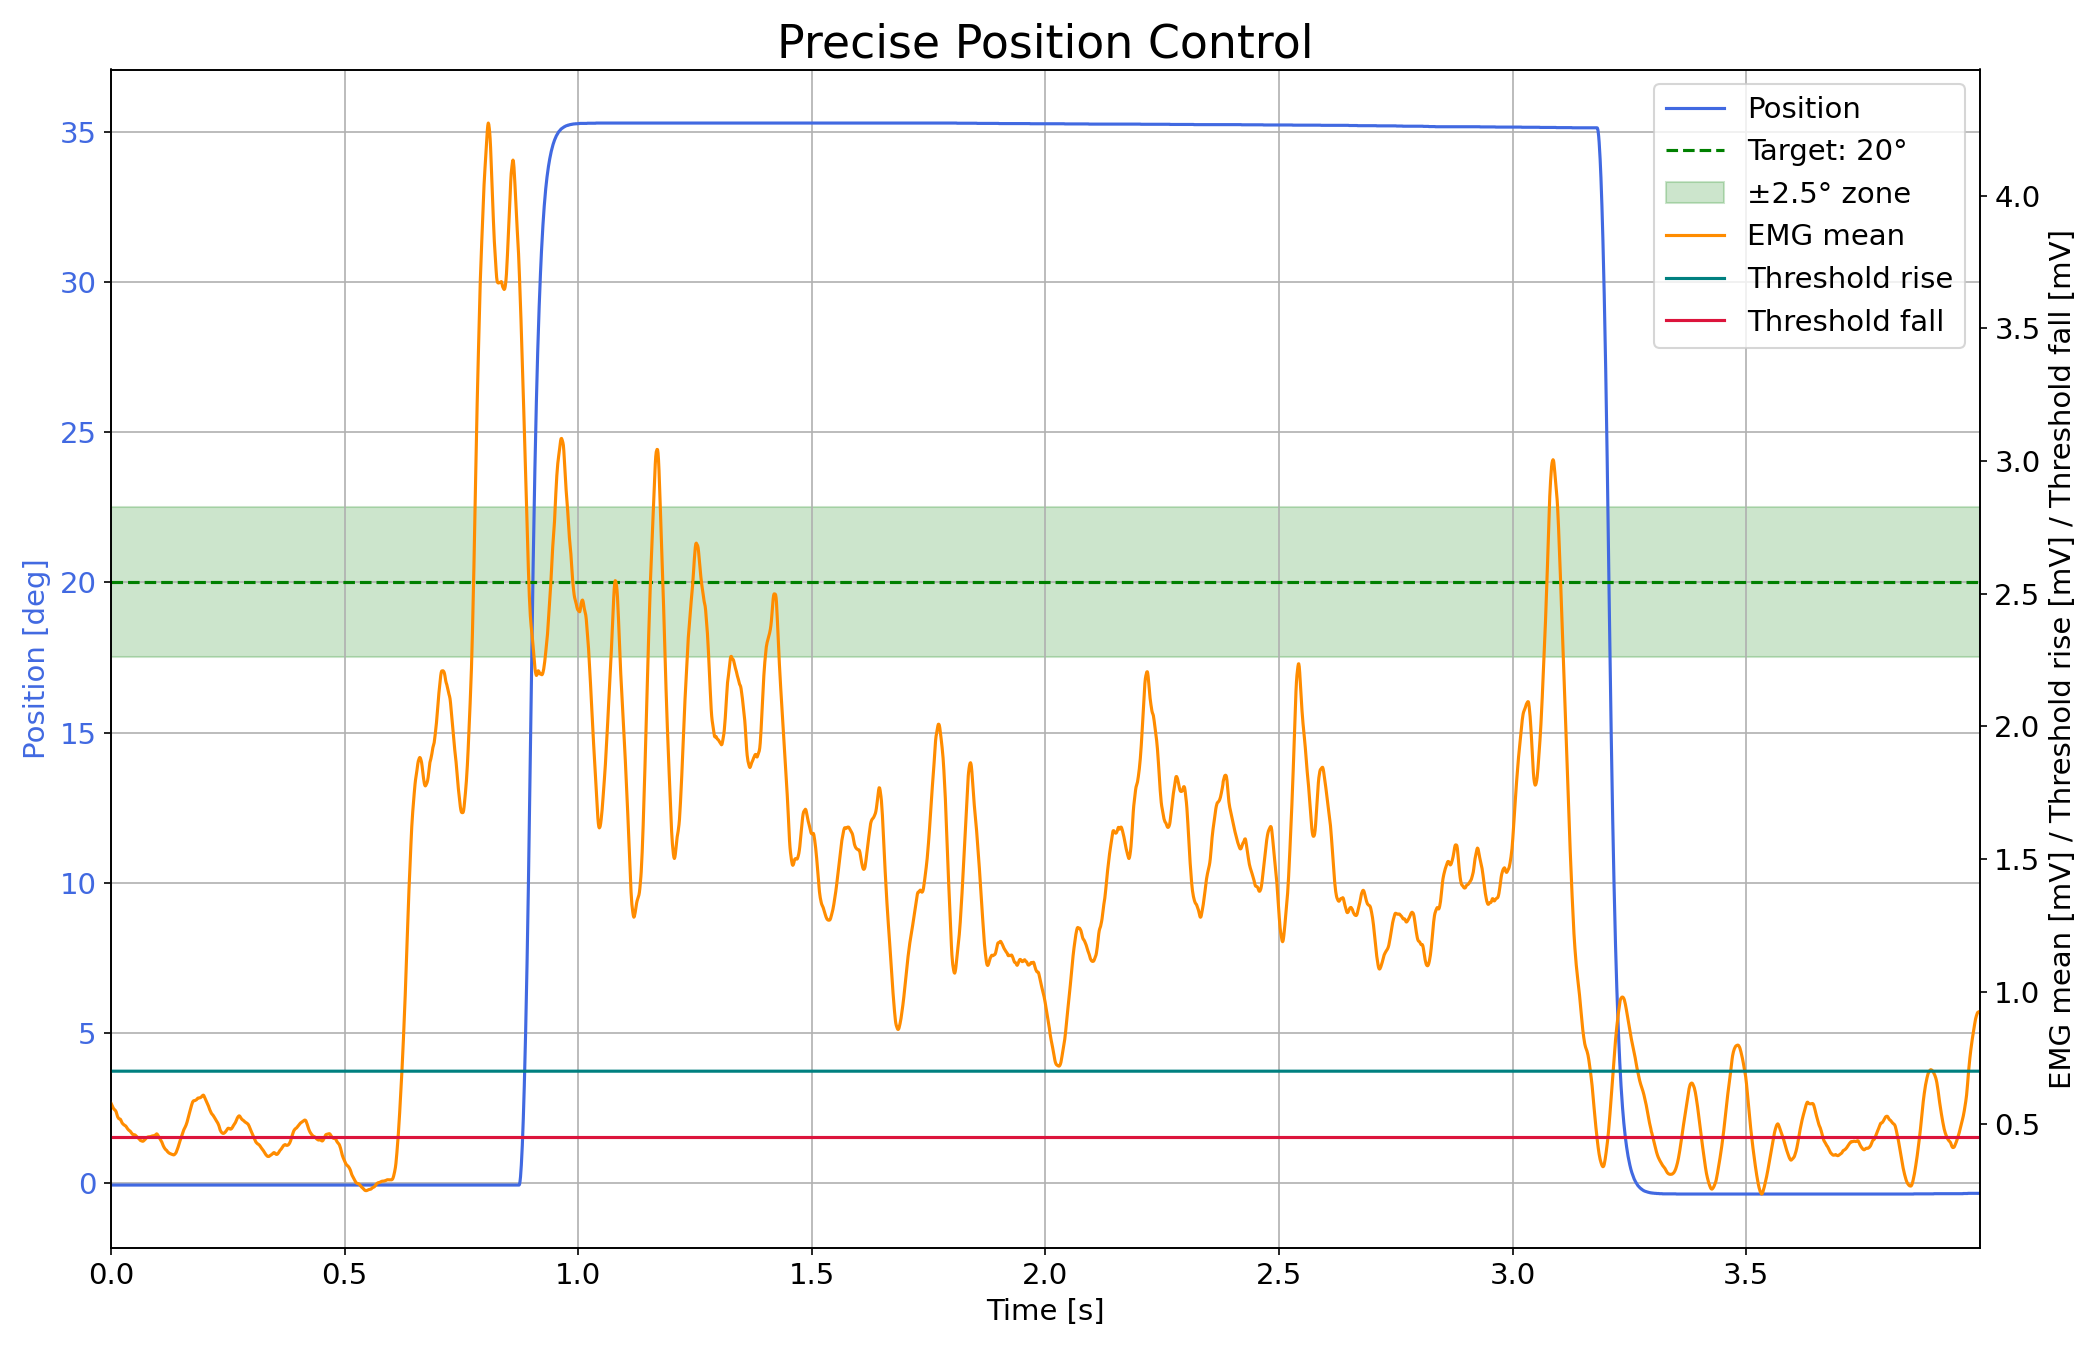 Precise Position Control
Position
Target: 20°
±2.5° zone
EMG mean
Threshold rise
Threshold fall
Position [deg]
35
30
25
20
15
10
5
0
4.0
3.5
3.0
2.5
2.0
1.5
1.0
0.5
EMG mean [mV] / Threshold rise [mV] / Threshold fall [mV]
0.0 0.5 1.0 1.5 2.0 2.5 3.0 3.5
Time [s]